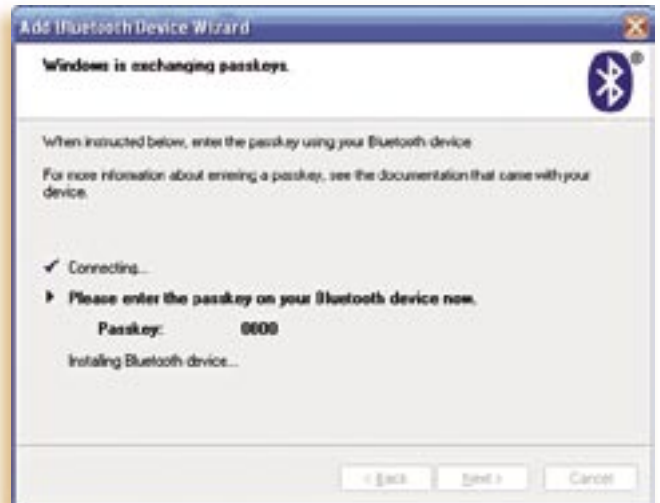 Add Bluetooth Device Wizard
Windows is exchanging passkeys.
®
When instructed below, enter the passkey using your Bluetooth device
For more information about entering a passkey, see the documentation that came with your
device.
✓ Connecting...
Please enter the passkey on your Bluetooth device now.
Passkey: 0000
Installing Bluetooth device...
< Back Next > Cancel